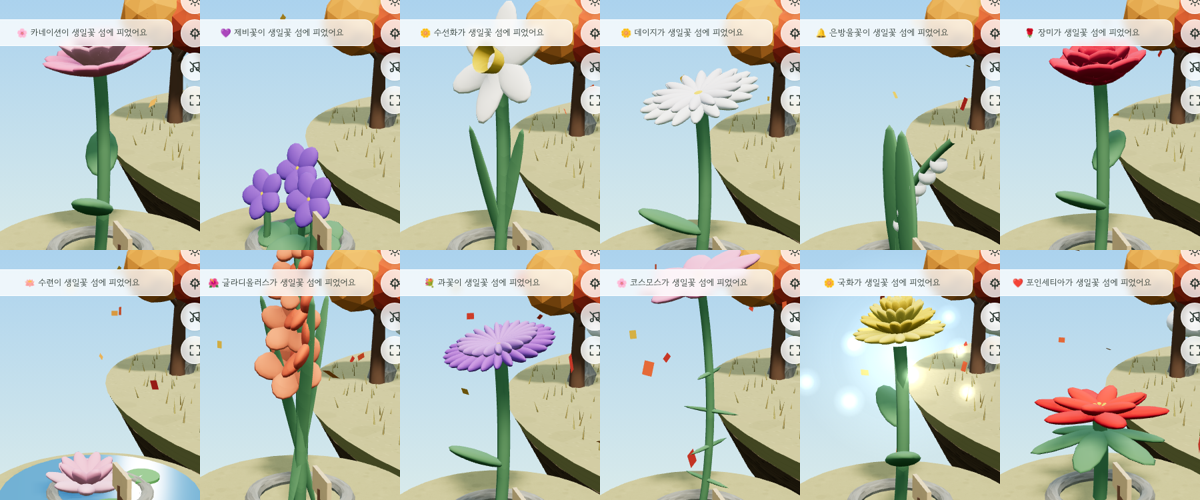 🌸 카네이션이 생일꽃 섬에 피었어요
💜 제비꽃이 생일꽃 섬에 피었어요
🌼 수선화가 생일꽃 섬에 피었어요
🌼 데이지가 생일꽃 섬에 피었어요
🔔 은방울꽃이 생일꽃 섬에 피었어요
🌹 장미가 생일꽃 섬에 피었어요
🪷 수련이 생일꽃 섬에 피었어요
🌺 글라디올러스가 생일꽃 섬에 피었어요
💐 과꽃이 생일꽃 섬에 피었어요
🌸 코스모스가 생일꽃 섬에 피었어요
🌼 국화가 생일꽃 섬에 피었어요
❤️ 포인세티아가 생일꽃 섬에 피었어요